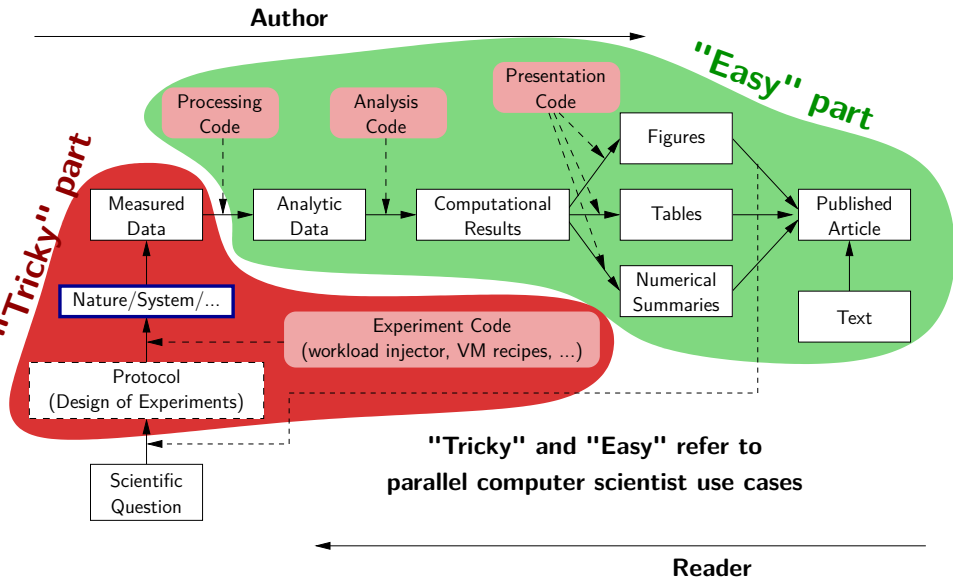 Author
"Easy" part
Presentation
Code
Processing
Code
Analysis
Code
Figures
"Tricky" part
Measured
Data
Analytic
Data
Computational
Results
Tables
Published
Article
Nature/System/...
Numerical
Summaries
Text
Experiment Code
(workload injector, VM recipes, ...)
Protocol
(Design of Experiments)
"Tricky" and "Easy" refer to
parallel computer scientist use cases
Scientific
Question
Reader